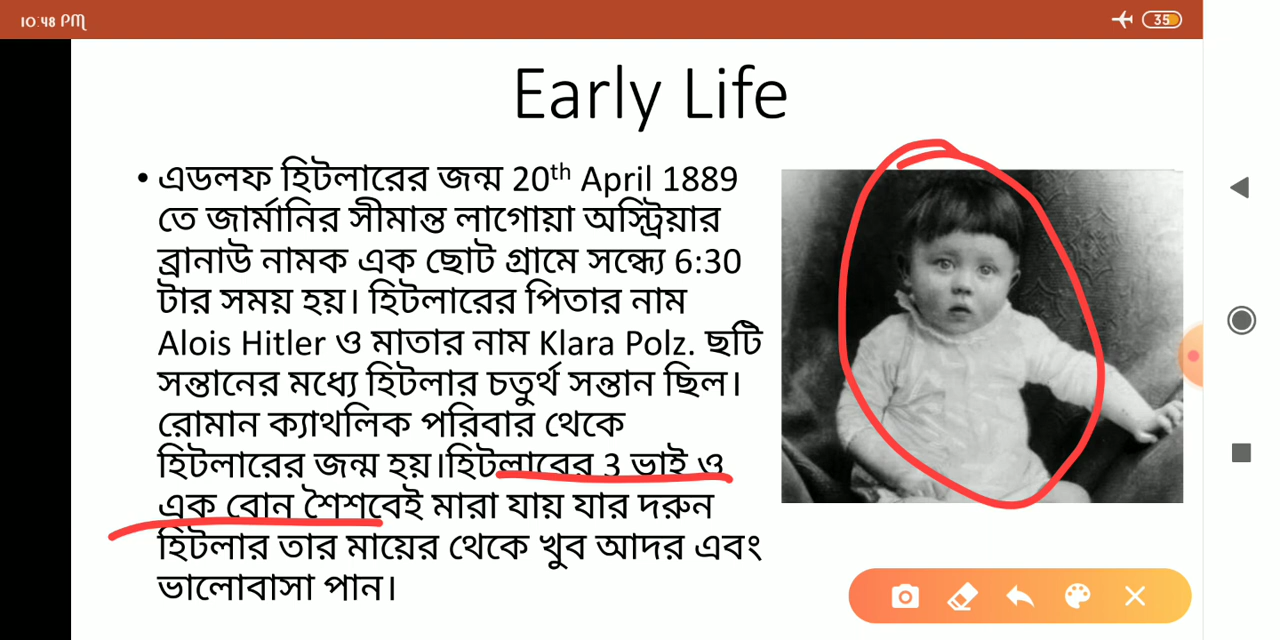 10:48 PM
35
Early Life
• এডলফ হিটলারের জন্ম 20th April 1889
তে জার্মানির সীমান্ত লাগোয়া অস্ট্রিয়ার
ব্রানাউ নামক এক ছোট গ্রামে সন্ধ্যে 6:30
টার সময় হয়। হিটলারের পিতার নাম
Alois Hitler ও মাতার নাম Klara Polz. ছটি
সন্তানের মধ্যে হিটলার চতুর্থ সন্তান ছিল।
রোমান ক্যাথলিক পরিবার থেকে
হিটলারের জন্ম হয়।হিটলারের 3 ভাই ও
এক বোন শৈশবেই মারা যায় যার দরুন
হিটলার তার মায়ের থেকে খুব আদর এবং
ভালোবাসা পান।